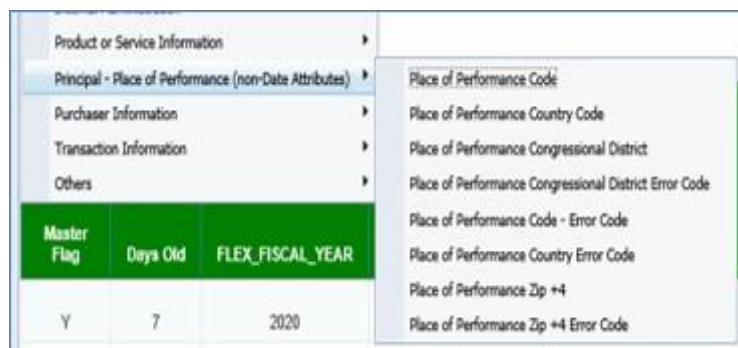 Product or Service Information
Principal - Place of Performance (non-Date Attributes)
Purchaser Information
Transaction Information
Others
Place of Performance Code
Place of Performance Country Code
Place of Performance Congressional District
Place of Performance Congressional District Error Code
Place of Performance Code - Error Code
Place of Performance Country Error Code
Place of Performance Zip +4
Place of Performance Zip +4 Error Code
Master Flag
Days Old
FLEX_FISCAL_YEAR
Y
7
2020